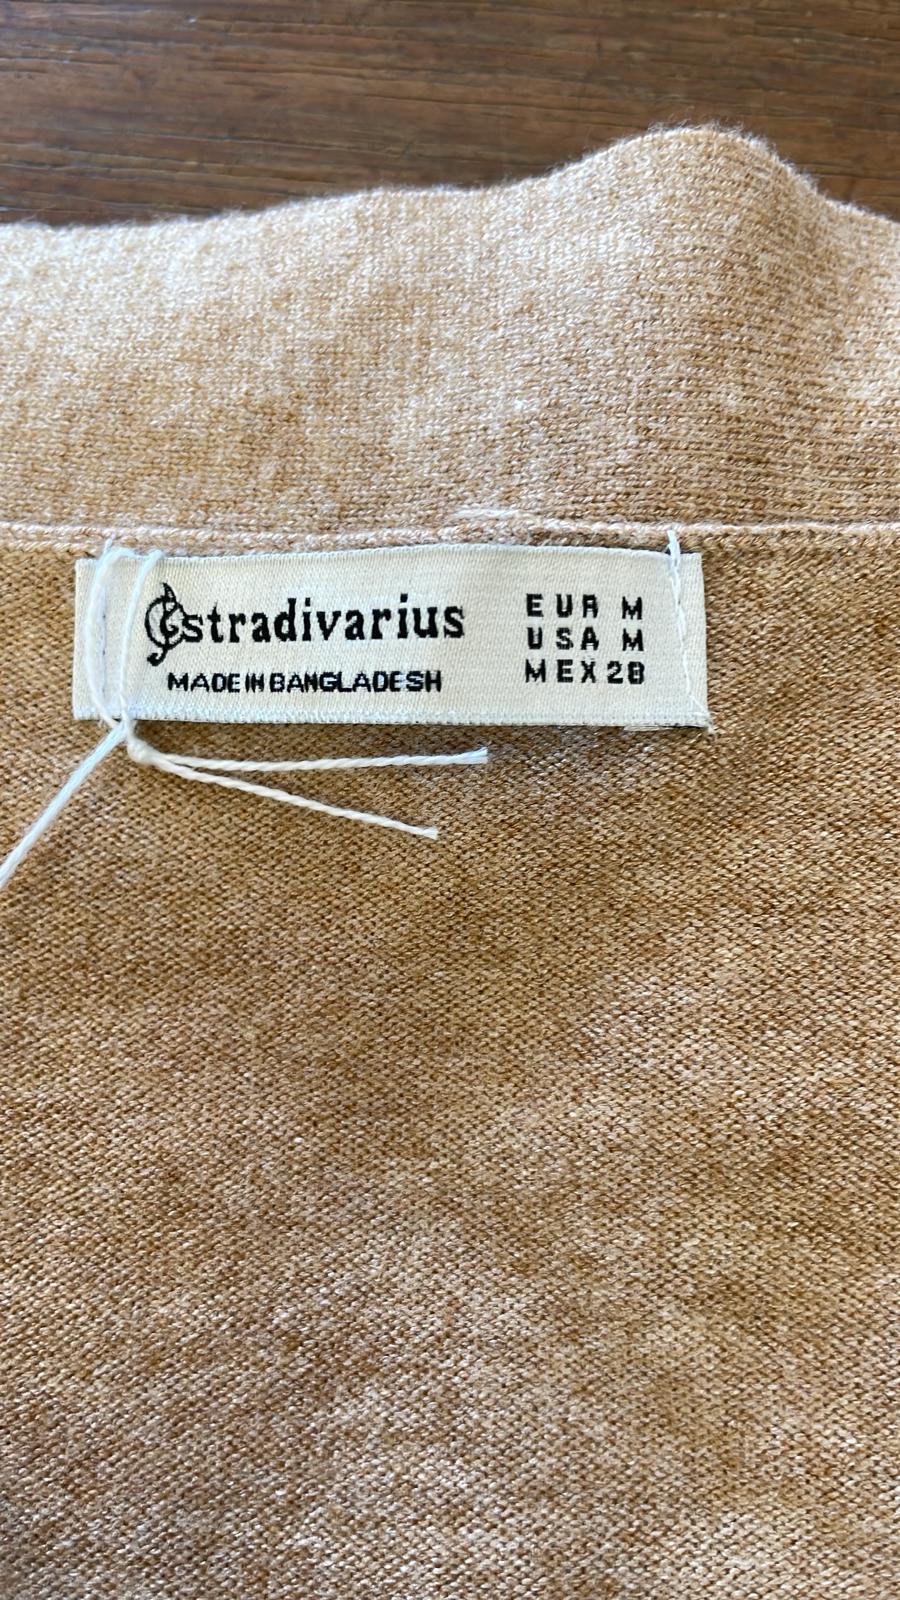 stradivarius
MADE IN BANGLADESH
EUR M
USA M
MEX 28